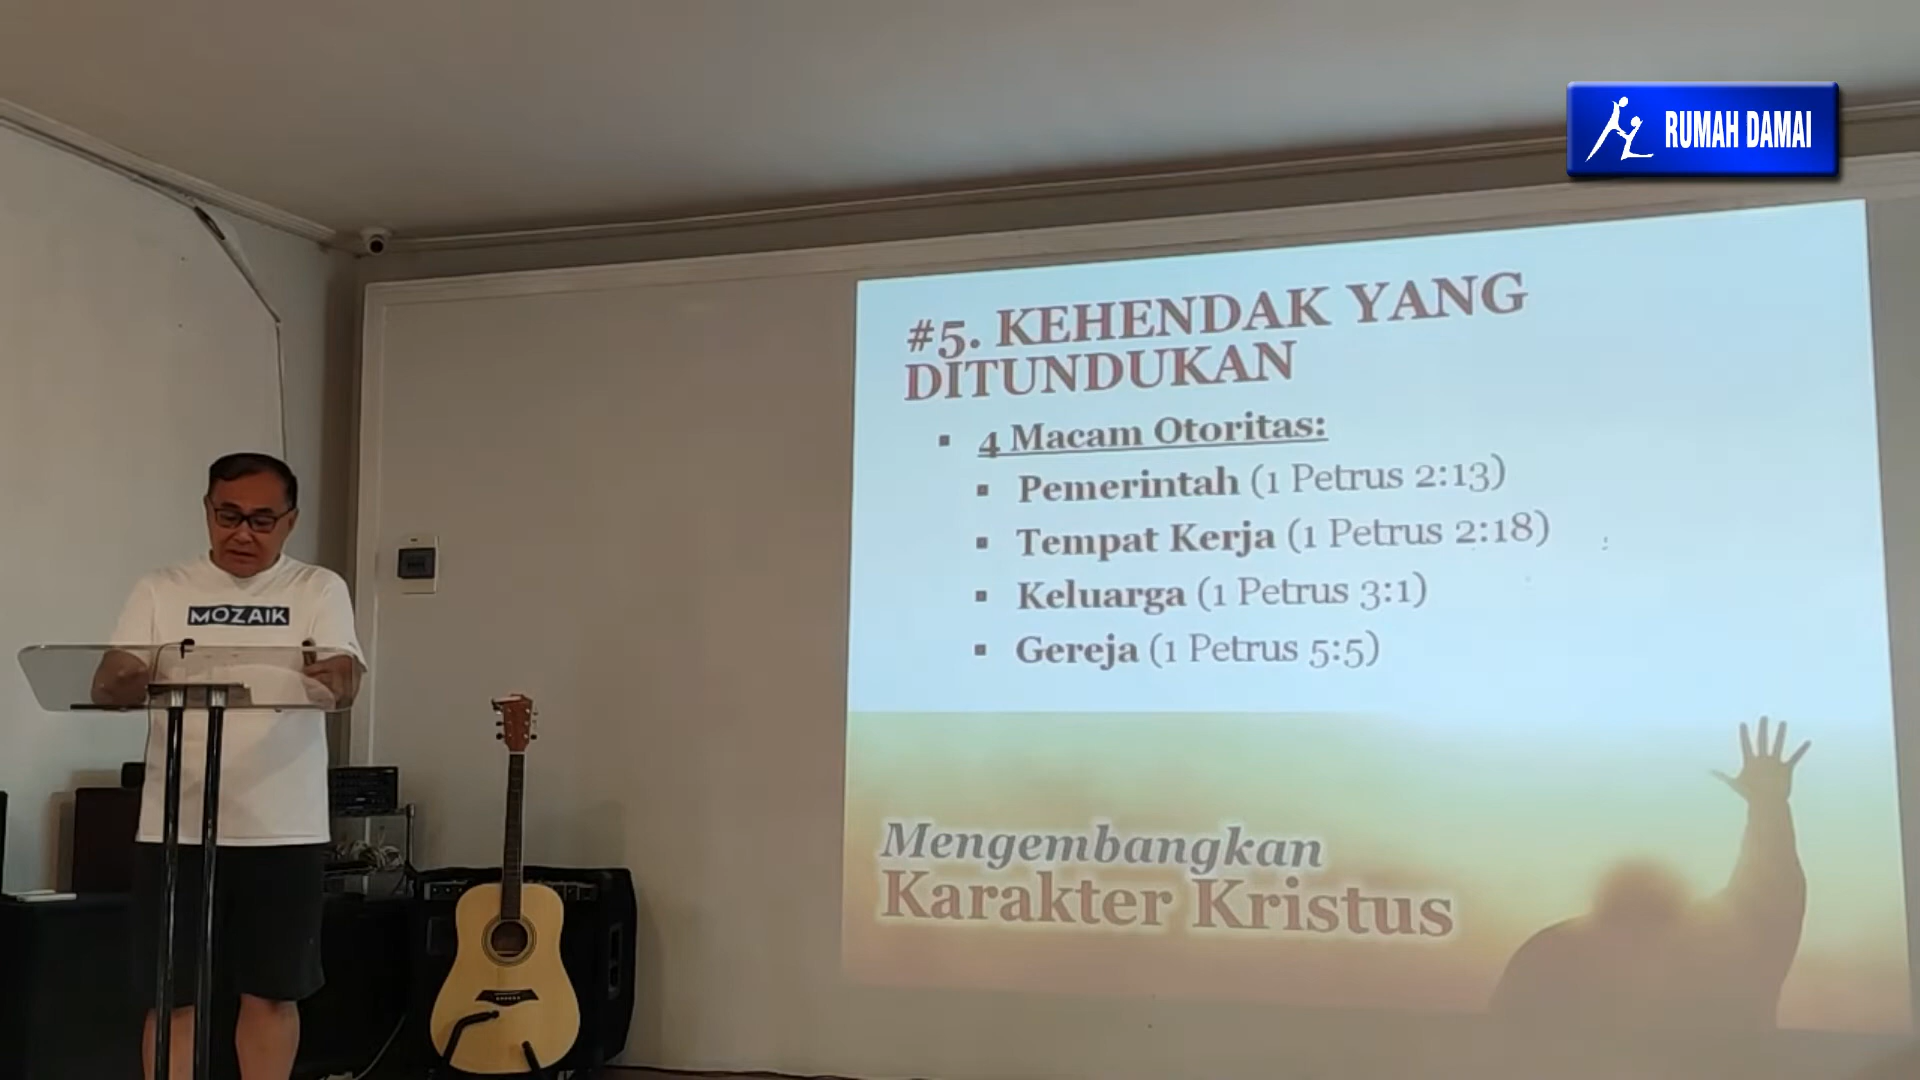 RUMAH DAMAI
#5. KEHENDAK YANG
DITUNDUKAN
4 Macam Otoritas:
Pemerintah (1 Petrus 2:13)
Tempat Kerja (1 Petrus 2:18)
Keluarga (1 Petrus 3:1)
Gereja (1 Petrus 5:5)
Mengembangkan
Karakter Kristus
MOZAIK